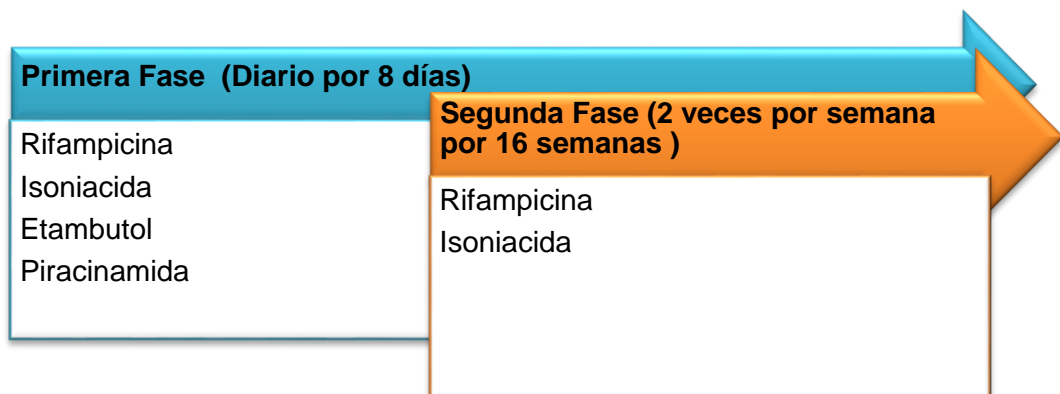 Primera Fase  (Diario por 8 días)
Rifampicina
Isoniacida
Etambutol
Piracinamida
Segunda Fase (2 veces por semana
por 16 semanas )
Rifampicina
Isoniacida